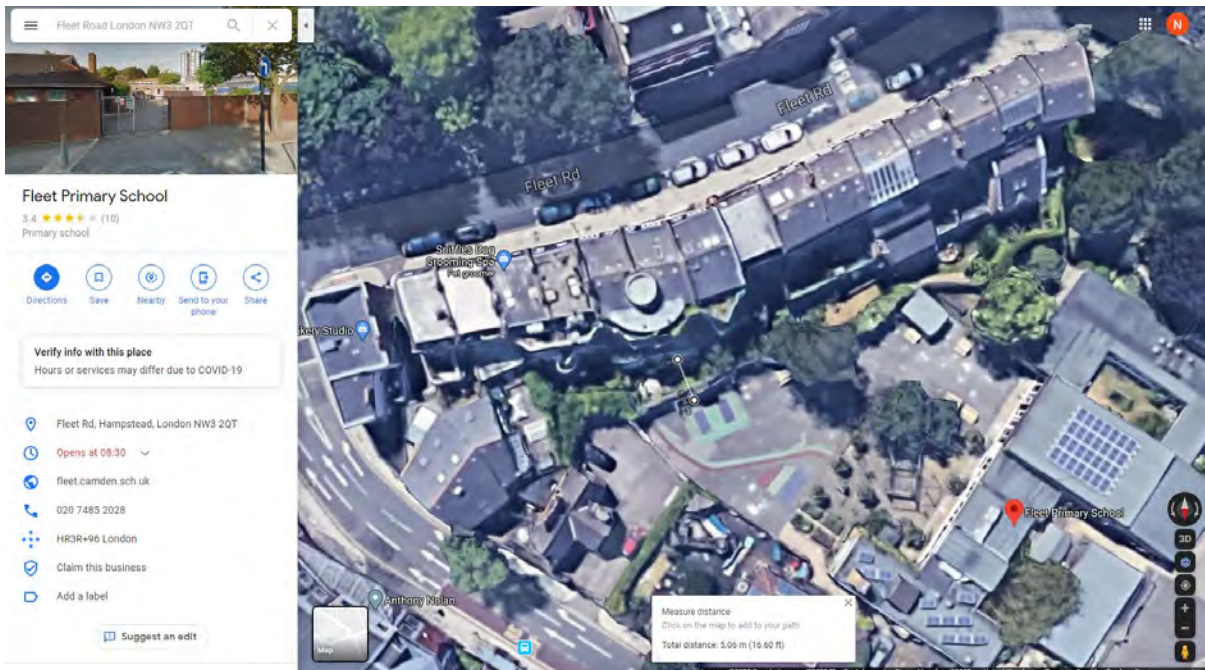 Fleet Road London NW3 2QT
Fleet Primary School
3.4 (10)
Primary school
Directions
Save
Nearby
Send to your
phone
Share
Verify info with this place
Hours or services may differ due to COVID-19
Fleet Rd, Hampstead, London NW3 2QT
Opens at 08:30
fleet.camden.sch.uk
020 7485 2028
HR3R+96 London
Claim this business
Add a label
Suggest an edit
N
Fleet Rd
Fleet Rd
Sniffies Dog
Grooming Spa
Pet groomer
kery Studio
Fleet Primary School
Anthony Nolan
Map
Measure distance
Click on the map to add to your path
Total distance: 5.06 m (16.60 ft)
3D